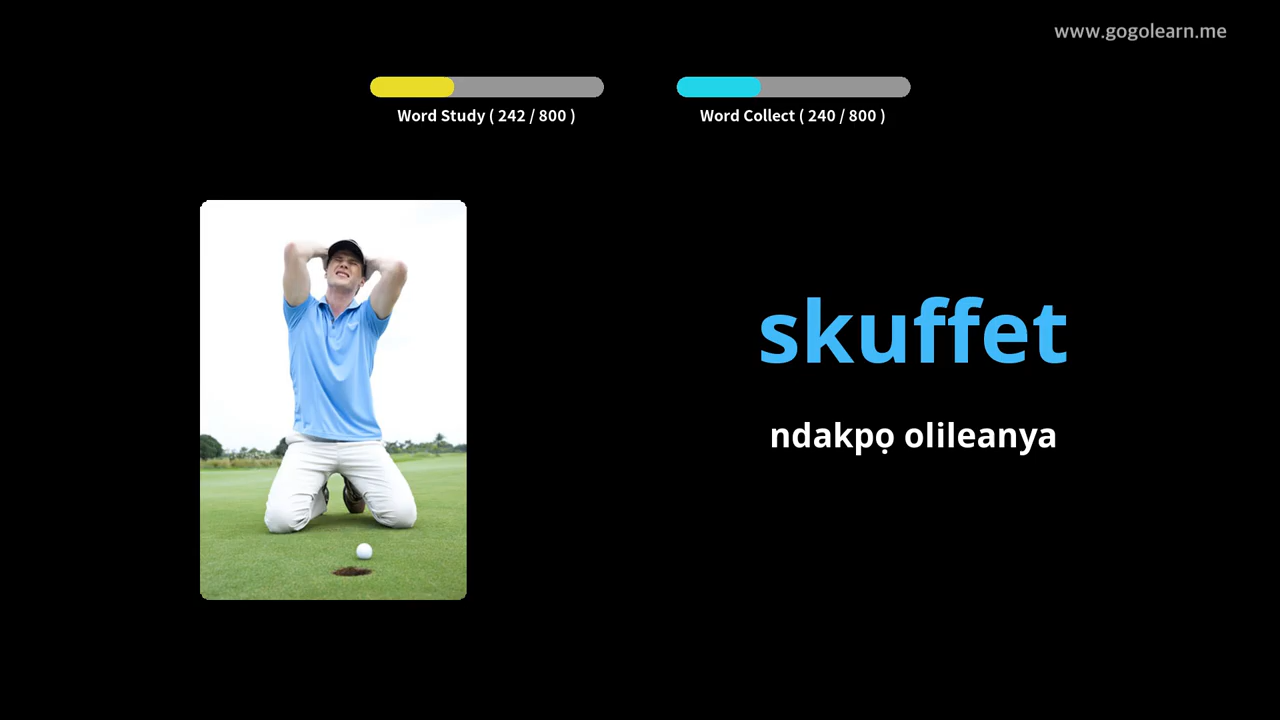 www.gogolearn.me
Word Study ( 242 / 800 )
Word Collect ( 240 / 800 )
skuffet
ndakpọ olileanya